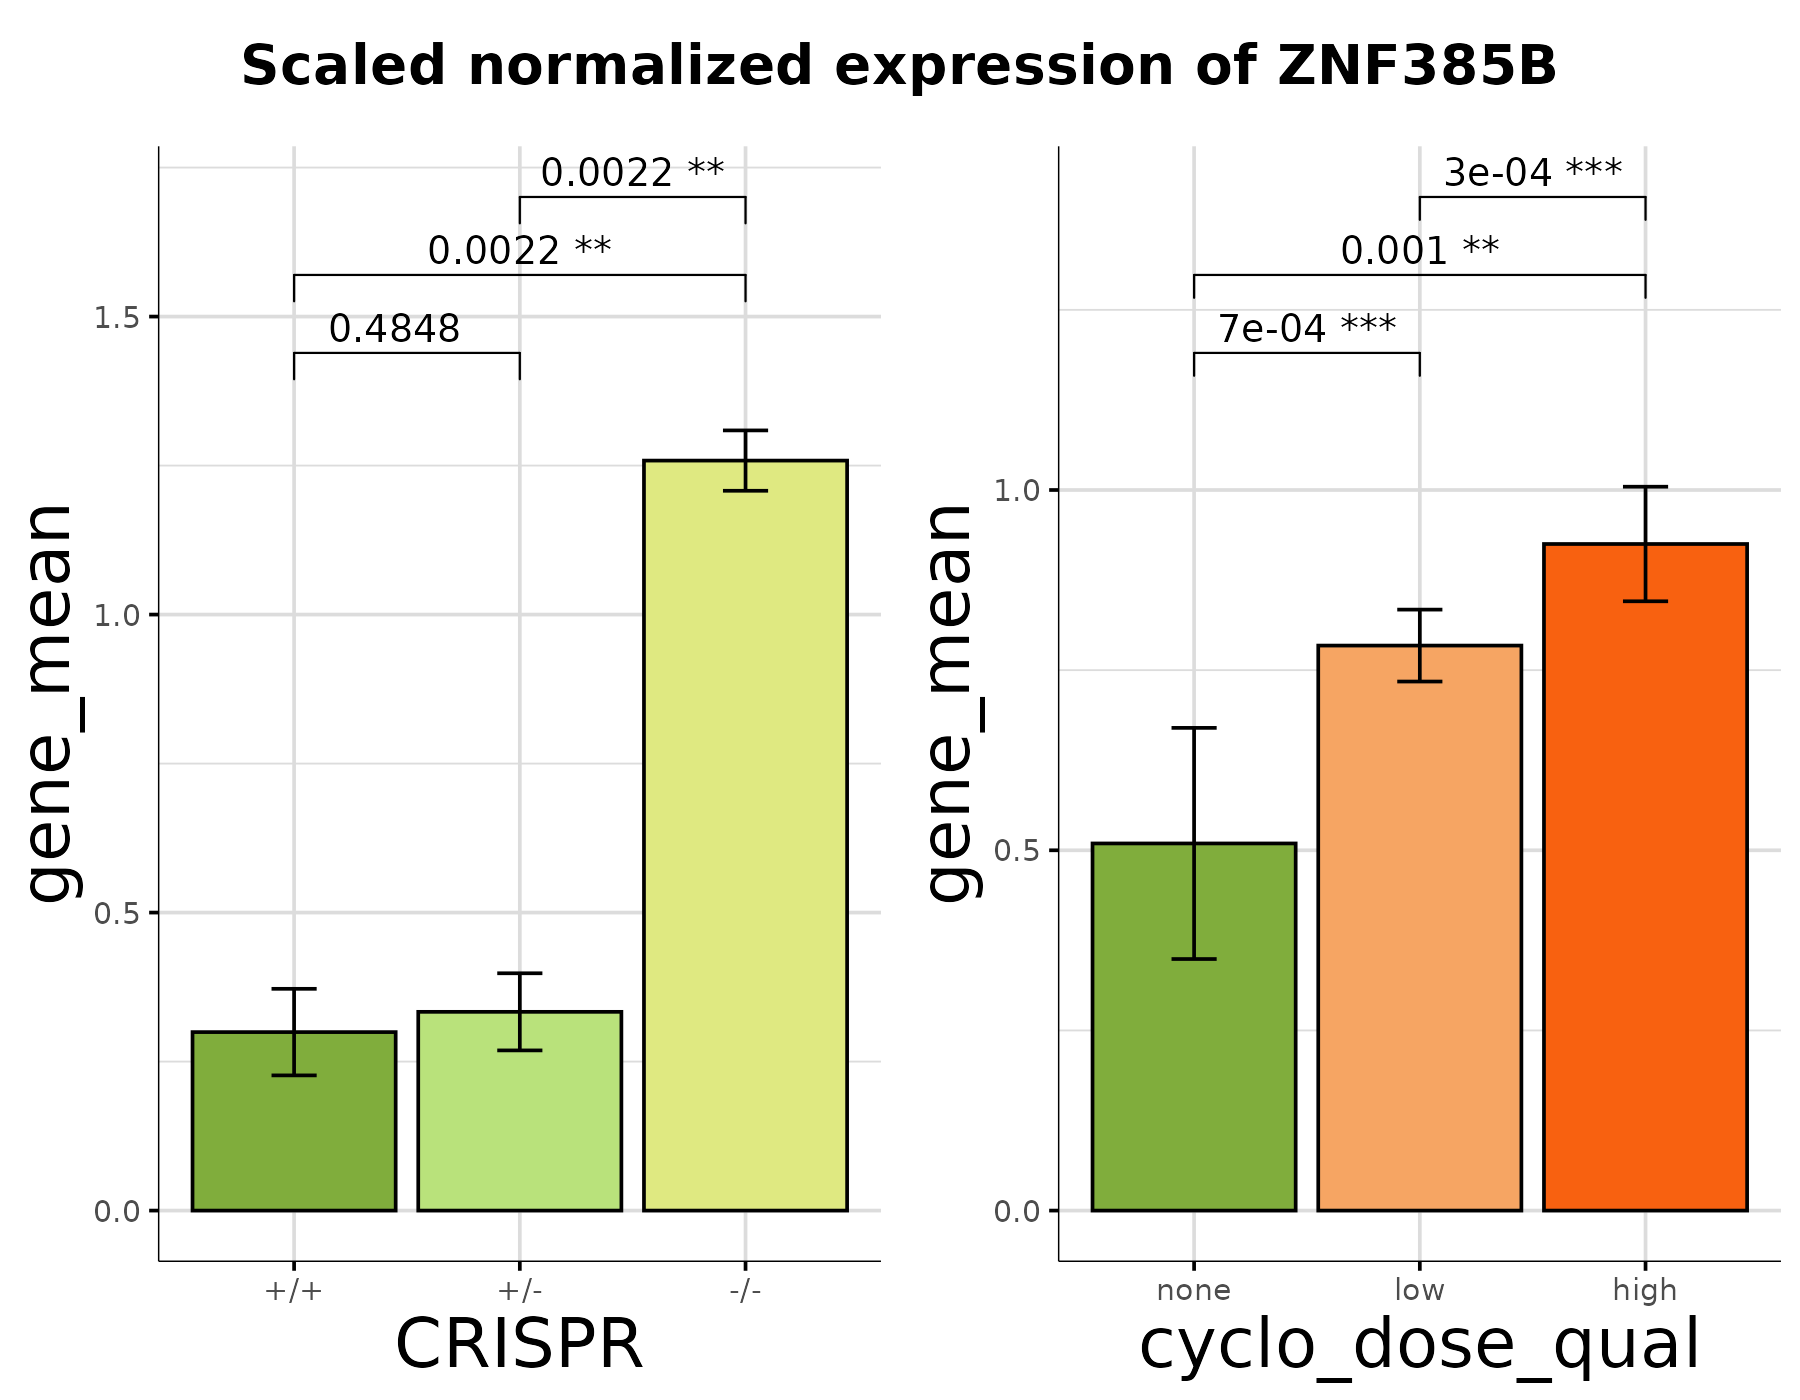 Scaled normalized expression of ZNF385B
gene_mean
1.5
1.0
0.5
0.0
0.0022 **
0.0022 **
0.4848
+/+
+/-
-/-
CRISPR
gene_mean
1.0
0.5
0.0
3e-04 ***
0.001 **
7e-04 ***
none
low
high
cyclo_dose_qual